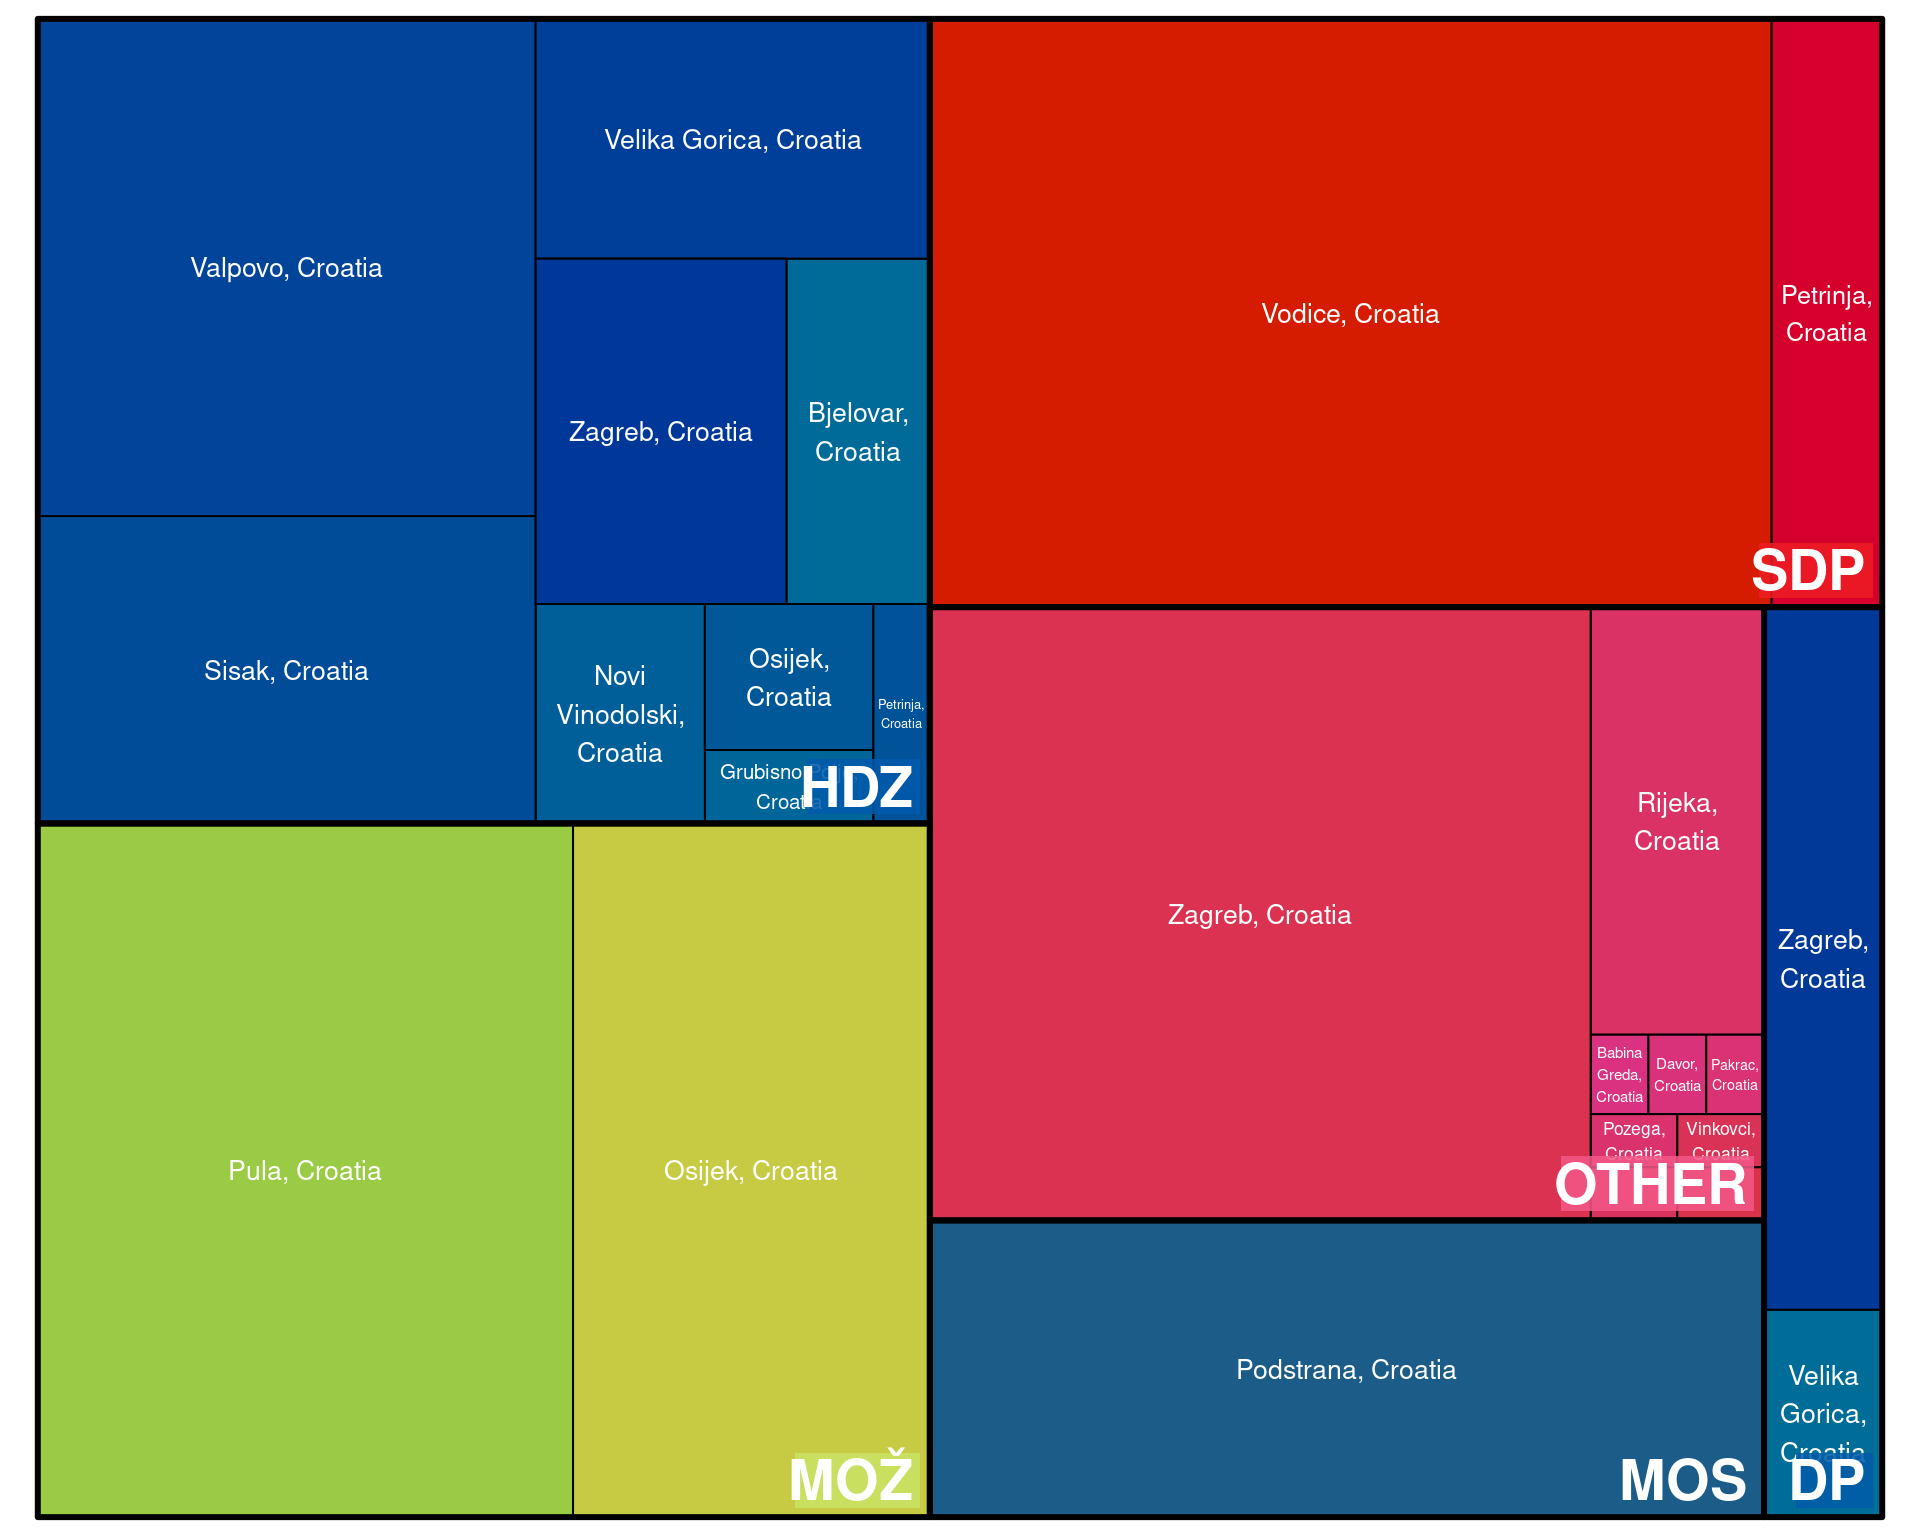 Valpovo, Croatia
Velika Gorica, Croatia
Zagreb, Croatia
Bjelovar,
Croatia
Sisak, Croatia
Novi
Vinodolski,
Croatia
Osijek,
Croatia
Petrinja,
Croatia
Grubisno
Croatia
HDZ
Vodice, Croatia
Petrinja,
Croatia
SDP
Pula, Croatia
Osijek, Croatia
MOŽ
Zagreb, Croatia
Rijeka,
Croatia
Babina
Greda,
Croatia
Davor,
Croatia
Pakrac,
Croatia
Pozega,
Croatia
Vinkovci,
Croatia
OTHER
Podstrana, Croatia
MOS
Zagreb,
Croatia
Velika
Gorica,
Croatia
DP